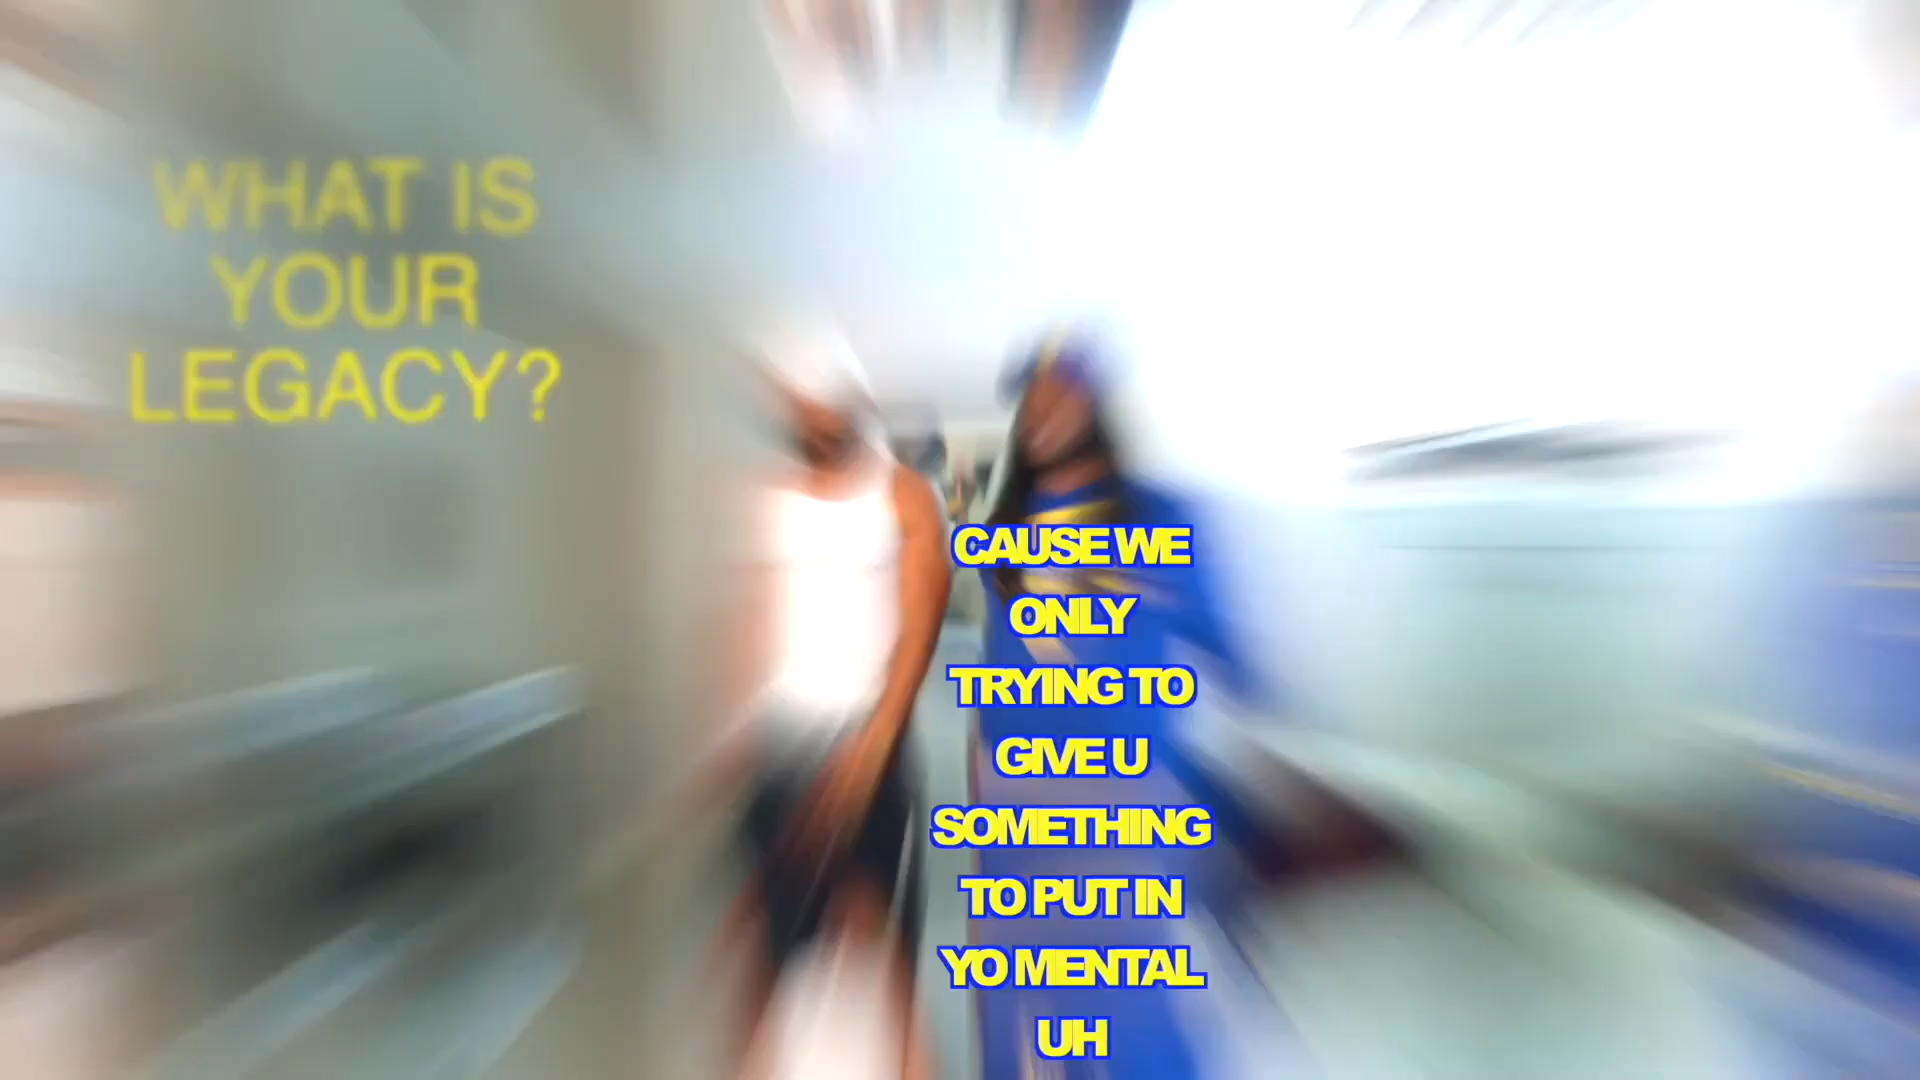 WHAT IS
YOUR
LEGACY?
CAUSE WE
ONLY
TRYING TO
GIVE U
SOMETHING
TO PUT IN
YO MENTAL
UH